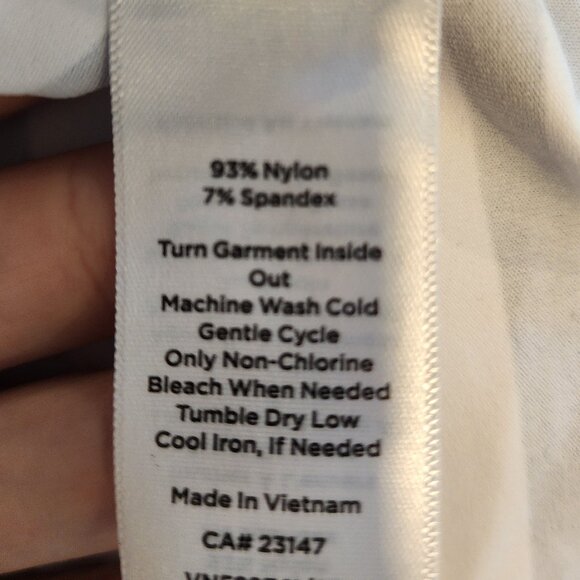 93% Nylon
7% Spandex
Turn Garment Inside
Out
Machine Wash Cold
Gentle Cycle
Only Non-Chlorine
Bleach When Needed
Tumble Dry Low
Cool Iron, If Needed
Made In Vietnam
CA# 23147